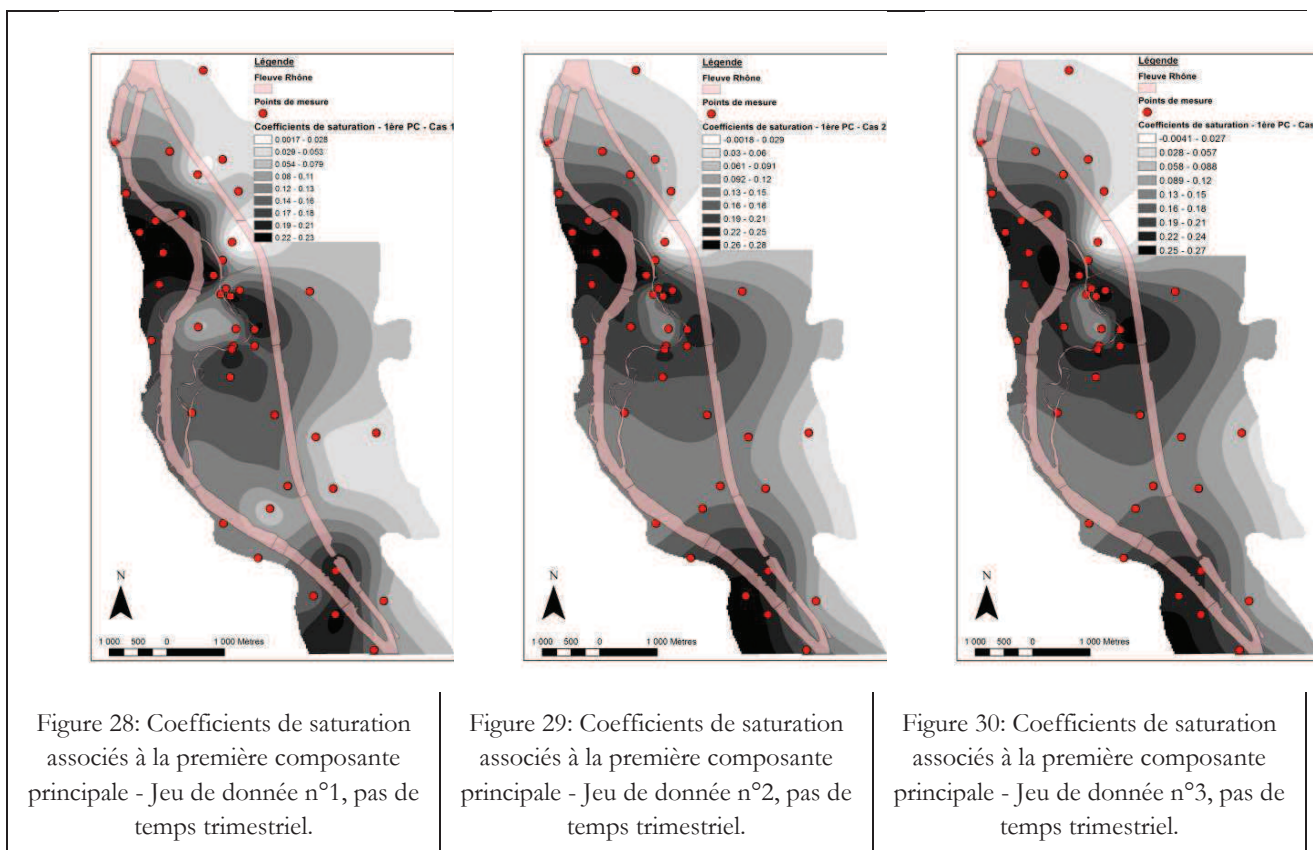 Légende
Fleuve Rhône
Points de mesure
Coefficients de saturation - 1ère PC - Cas 1
0.0017 - 0.028
0.029 - 0.053
0.054 - 0.079
0.08 - 0.11
0.12 - 0.13
0.14 - 0.16
0.17 - 0.18
0.19 - 0.21
0.22 - 0.23
N
1 000 500 0 1 000 Mètres
Légende
Fleuve Rhône
Points de mesure
Coefficients de saturation - 1ère PC - Cas 2
-0.0018 - 0.029
0.03 - 0.06
0.061 - 0.091
0.092 - 0.12
0.13 - 0.15
0.16 - 0.18
0.19 - 0.21
0.22 - 0.25
0.26 - 0.28
N
1 000 500 0 1 000 Mètres
Légende
Fleuve Rhône
Points de mesure
Coefficients de saturation - 1ère PC - Cas
-0.0041 - 0.027
0.028 - 0.057
0.058 - 0.088
0.089 - 0.12
0.13 - 0.15
0.16 - 0.18
0.19 - 0.21
0.22 - 0.24
0.25 - 0.27
N
1 000 500 0 1 000 Mètres
Figure 28: Coefficients de saturation
associés à la première composante
principale - Jeu de donnée n°1, pas de
temps trimestriel.
Figure 29: Coefficients de saturation
associés à la première composante
principale - Jeu de donnée n°2, pas de
temps trimestriel.
Figure 30: Coefficients de saturation
associés à la première composante
principale - Jeu de donnée n°3, pas de
temps trimestriel.